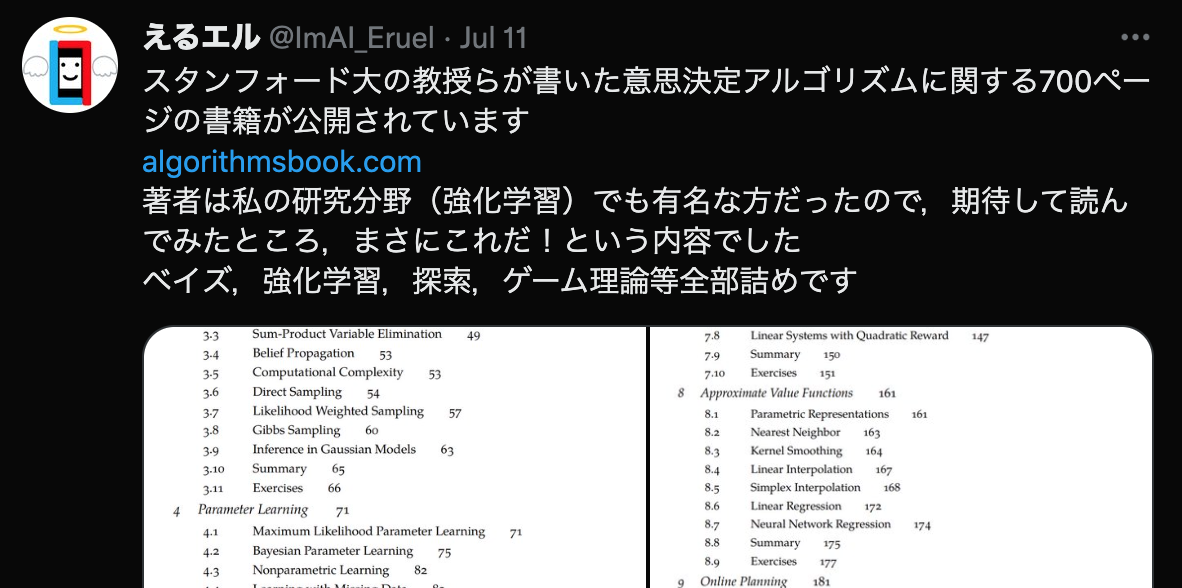 えるエル @ImAI_Eruel · Jul 11
スタンフォード大の教授らが書いた意思決定アルゴリズムに関する700ペー
ジの書籍が公開されています
algorithmsbook.com
著者は私の研究分野（強化学習）でも有名な方だったので，期待して読ん
でみたところ，まさにこれだ！という内容でした
ベイズ，強化学習，探索，ゲーム理論等全部詰めです
3.3 Sum-Product Variable Elimination 49
3.4 Belief Propagation 53
3.5 Computational Complexity 53
3.6 Direct Sampling 54
3.7 Likelihood Weighted Sampling 57
3.8 Gibbs Sampling 60
3.9 Inference in Gaussian Models 63
3.10 Summary 65
3.11 Exercises 66
4 Parameter Learning 71
4.1 Maximum Likelihood Parameter Learning 71
4.2 Bayesian Parameter Learning 75
4.3 Nonparametric Learning 82
7.8 Linear Systems with Quadratic Reward 147
7.9 Summary 150
7.10 Exercises 151
8 Approximate Value Functions 161
8.1 Parametric Representations 161
8.2 Nearest Neighbor 163
8.3 Kernel Smoothing 164
8.4 Linear Interpolation 167
8.5 Simplex Interpolation 168
8.6 Linear Regression 172
8.7 Neural Network Regression 174
8.8 Summary 175
8.9 Exercises 177
9 Online Planning 181